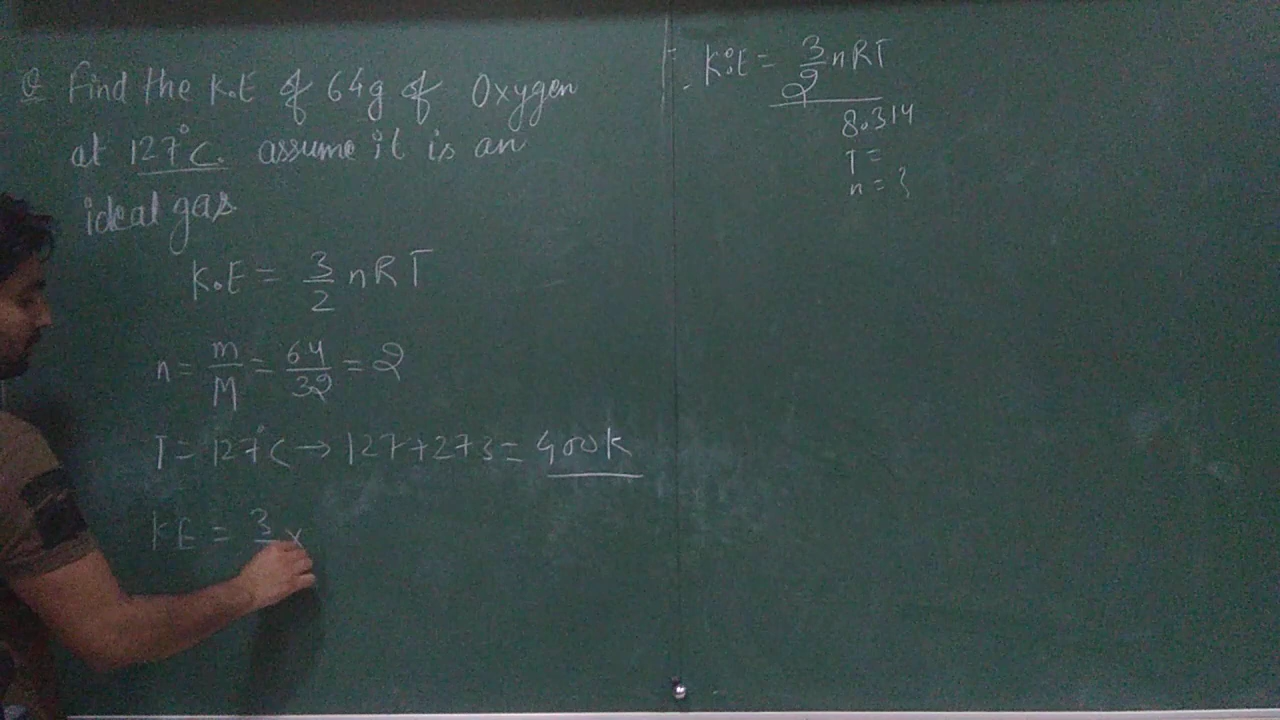 Q Find the K.E of 64g of Oxygen
at 127°C. assume it is an
ideal gas
K.E = 3/2 nRT
n = m/M = 64/32 = 2
T = 127°C → 127+273 = 400K
KE = 3 x
K.E = 3/2 nRT
8.314
T =
n = ?